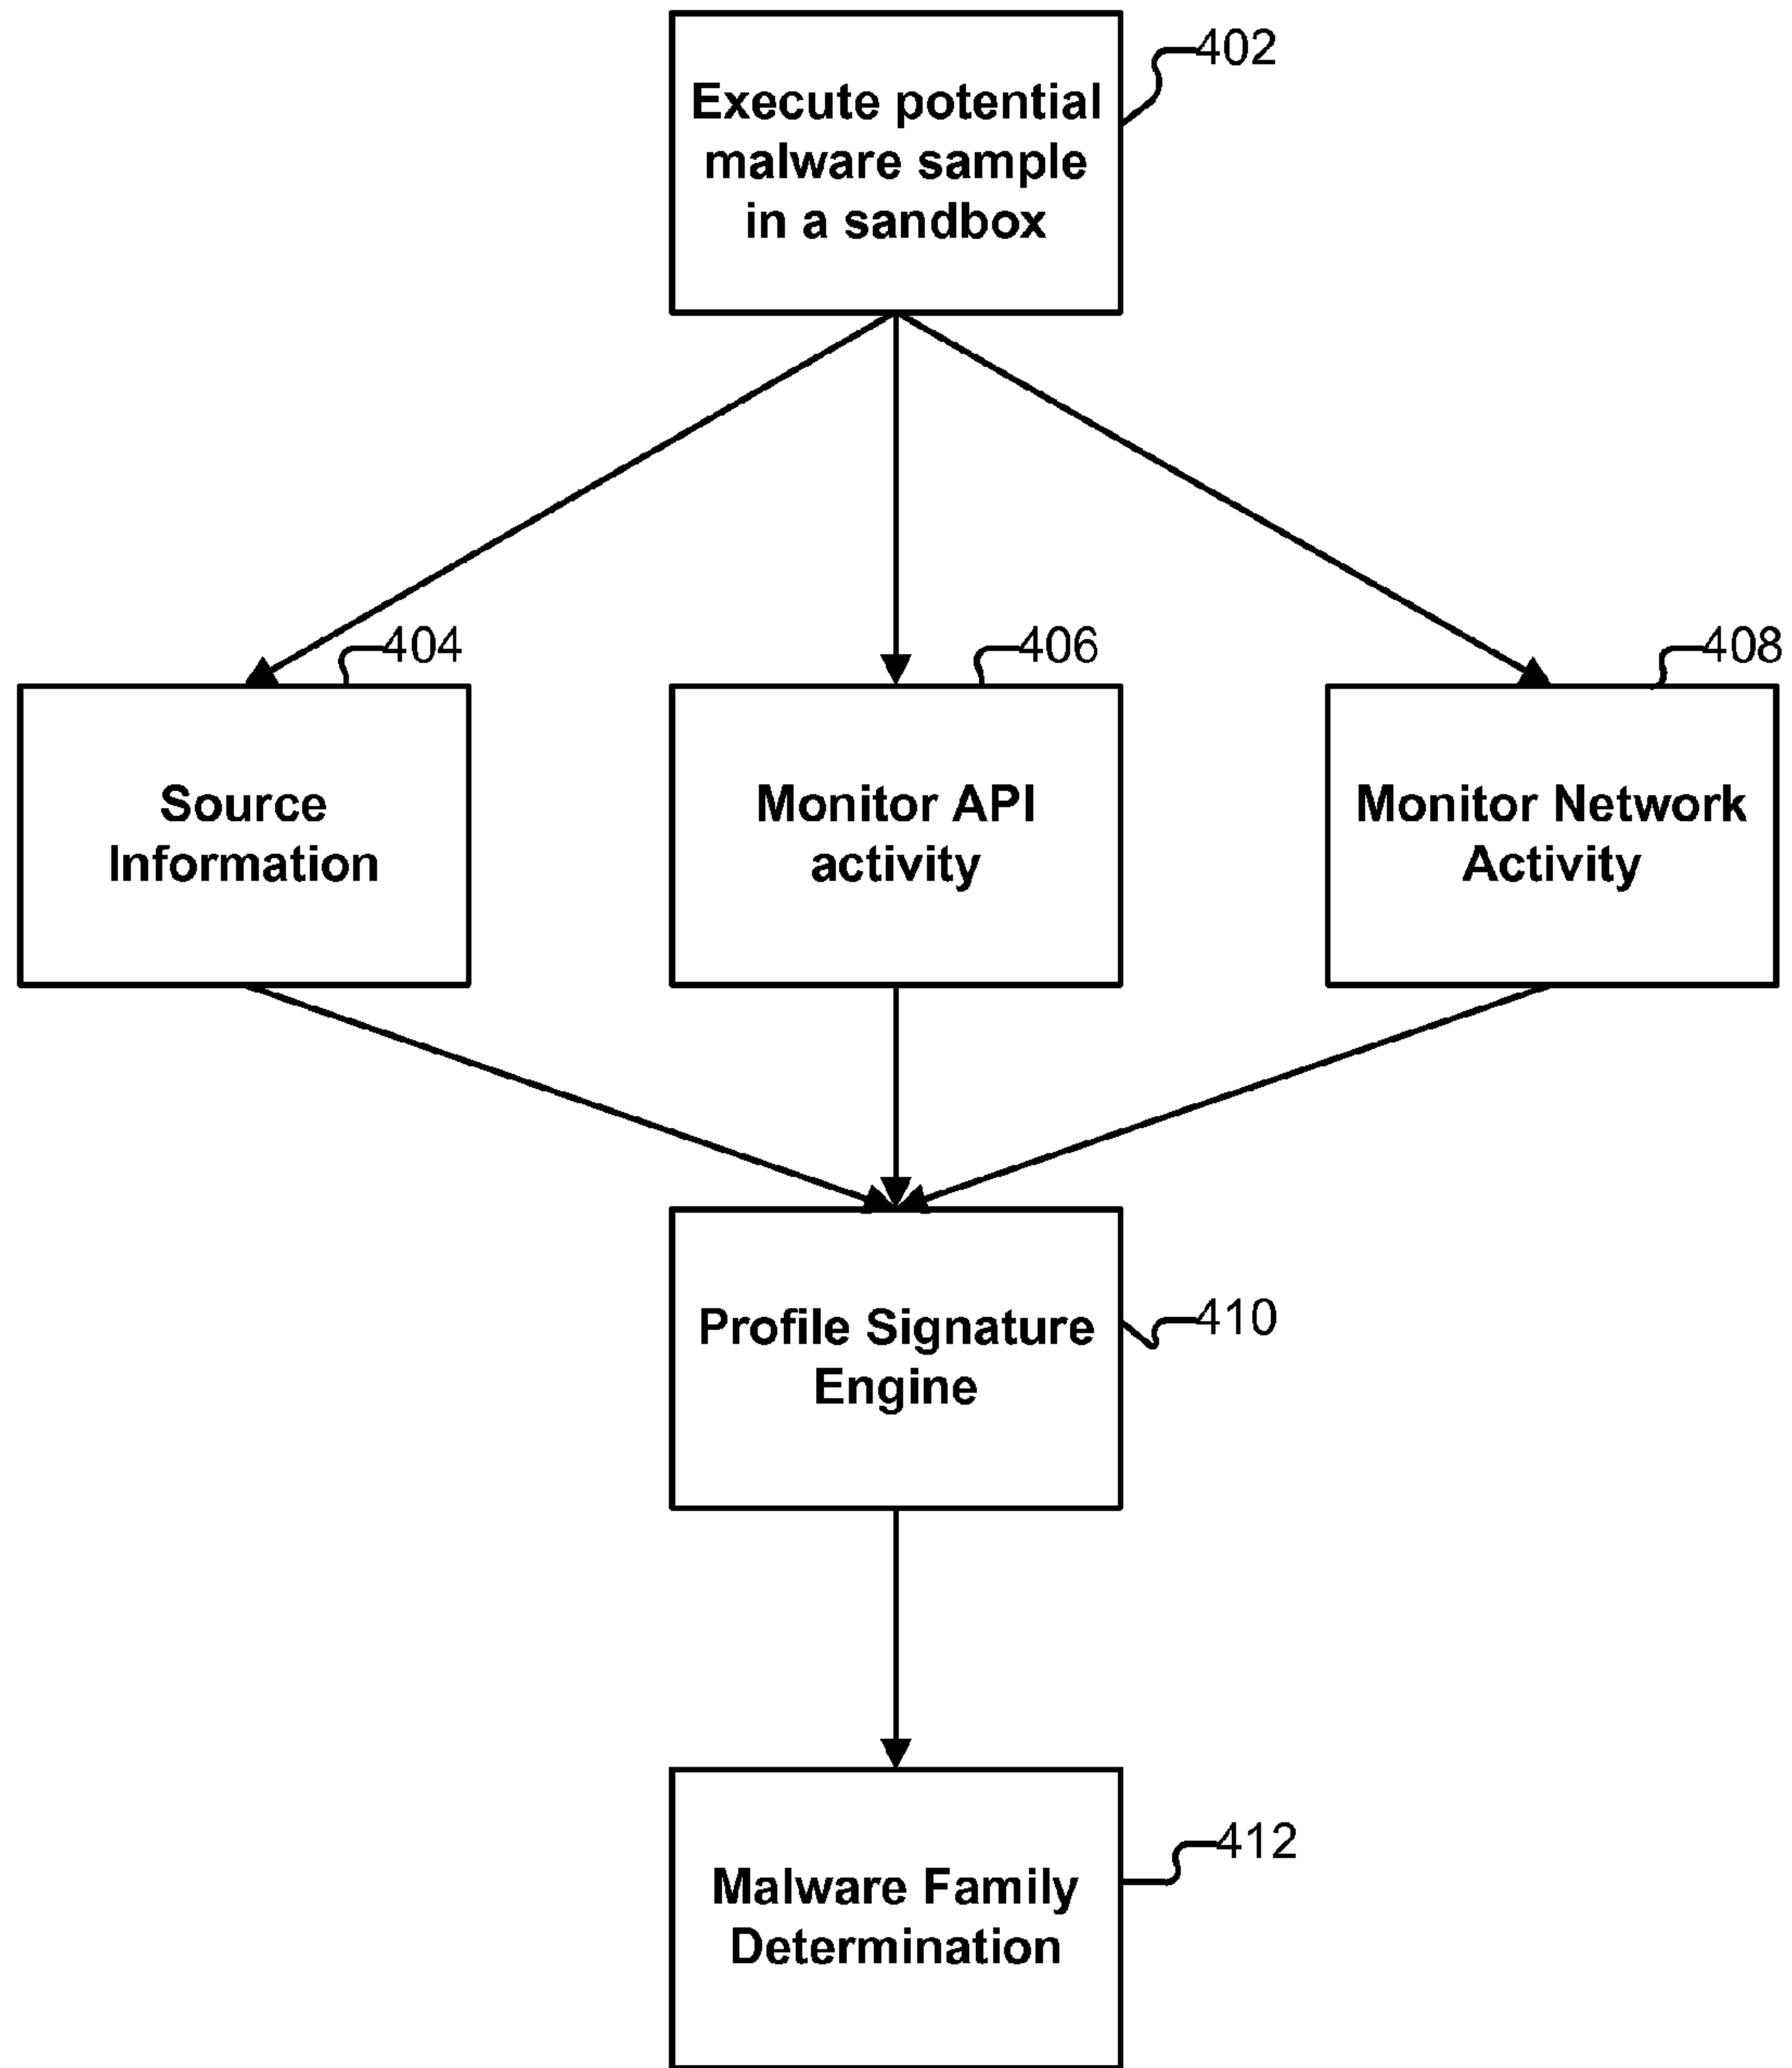 402
Execute potential
malware sample
in a sandbox
404
406
408
Source
Information
Monitor API
activity
Monitor Network
Activity
Profile Signature
Engine
410
412
Malware Family
Determination